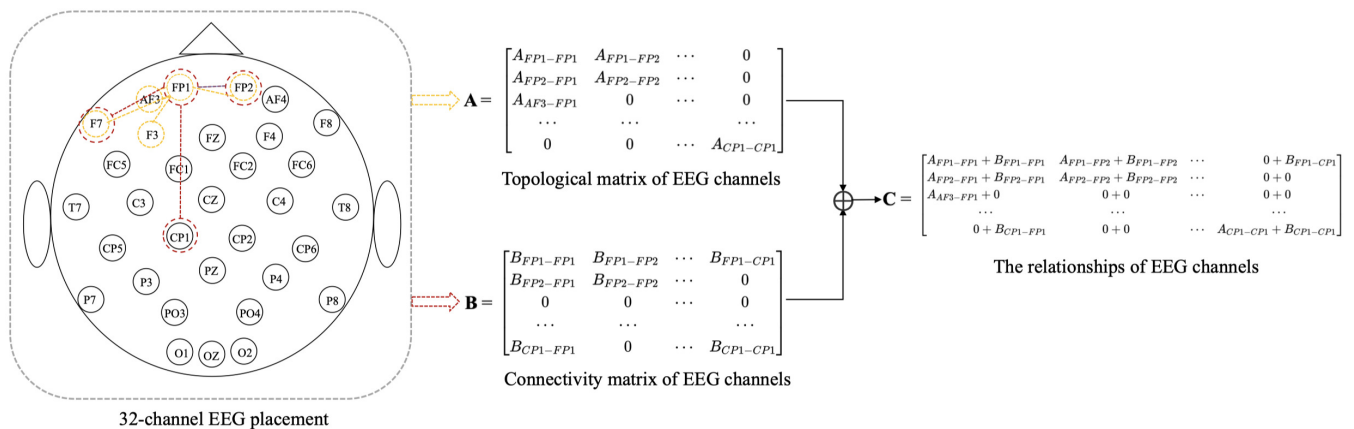 FP1 FP2
AF3 AF4
F7 F8
F3 FZ F4
FC5 FC1 FC2 FC6
T7 C3 CZ C4 T8
CP5 CP1 CP2 CP6
P3 PZ P4
P7 P8
PO3 PO4
O1 OZ O2
32-channel EEG placement
A =
A_{FP1-FP1} A_{FP1-FP2} ⋯ 0
A_{FP2-FP1} A_{FP2-FP2} ⋯ 0
A_{AF3-FP1} 0 ⋯ 0
⋯ ⋯ ⋯
0 0 ⋯ A_{CP1-CP1}
Topological matrix of EEG channels
B =
B_{FP1-FP1} B_{FP1-FP2} ⋯ B_{FP1-CP1}
B_{FP2-FP1} B_{FP2-FP2} ⋯ 0
0 0 ⋯ 0
⋯ ⋯ ⋯
B_{CP1-FP1} 0 ⋯ B_{CP1-CP1}
Connectivity matrix of EEG channels
⊕
C =
A_{FP1-FP1} + B_{FP1-FP1} A_{FP1-FP2} + B_{FP1-FP2} ⋯ 0 + B_{FP1-CP1}
A_{FP2-FP1} + B_{FP2-FP1} A_{FP2-FP2} + B_{FP2-FP2} ⋯ 0 + 0
A_{AF3-FP1} + 0 0 + 0 ⋯ 0 + 0
⋯ ⋯ ⋯
0 + B_{CP1-FP1} 0 + 0 ⋯ A_{CP1-CP1} + B_{CP1-CP1}
The relationships of EEG channels